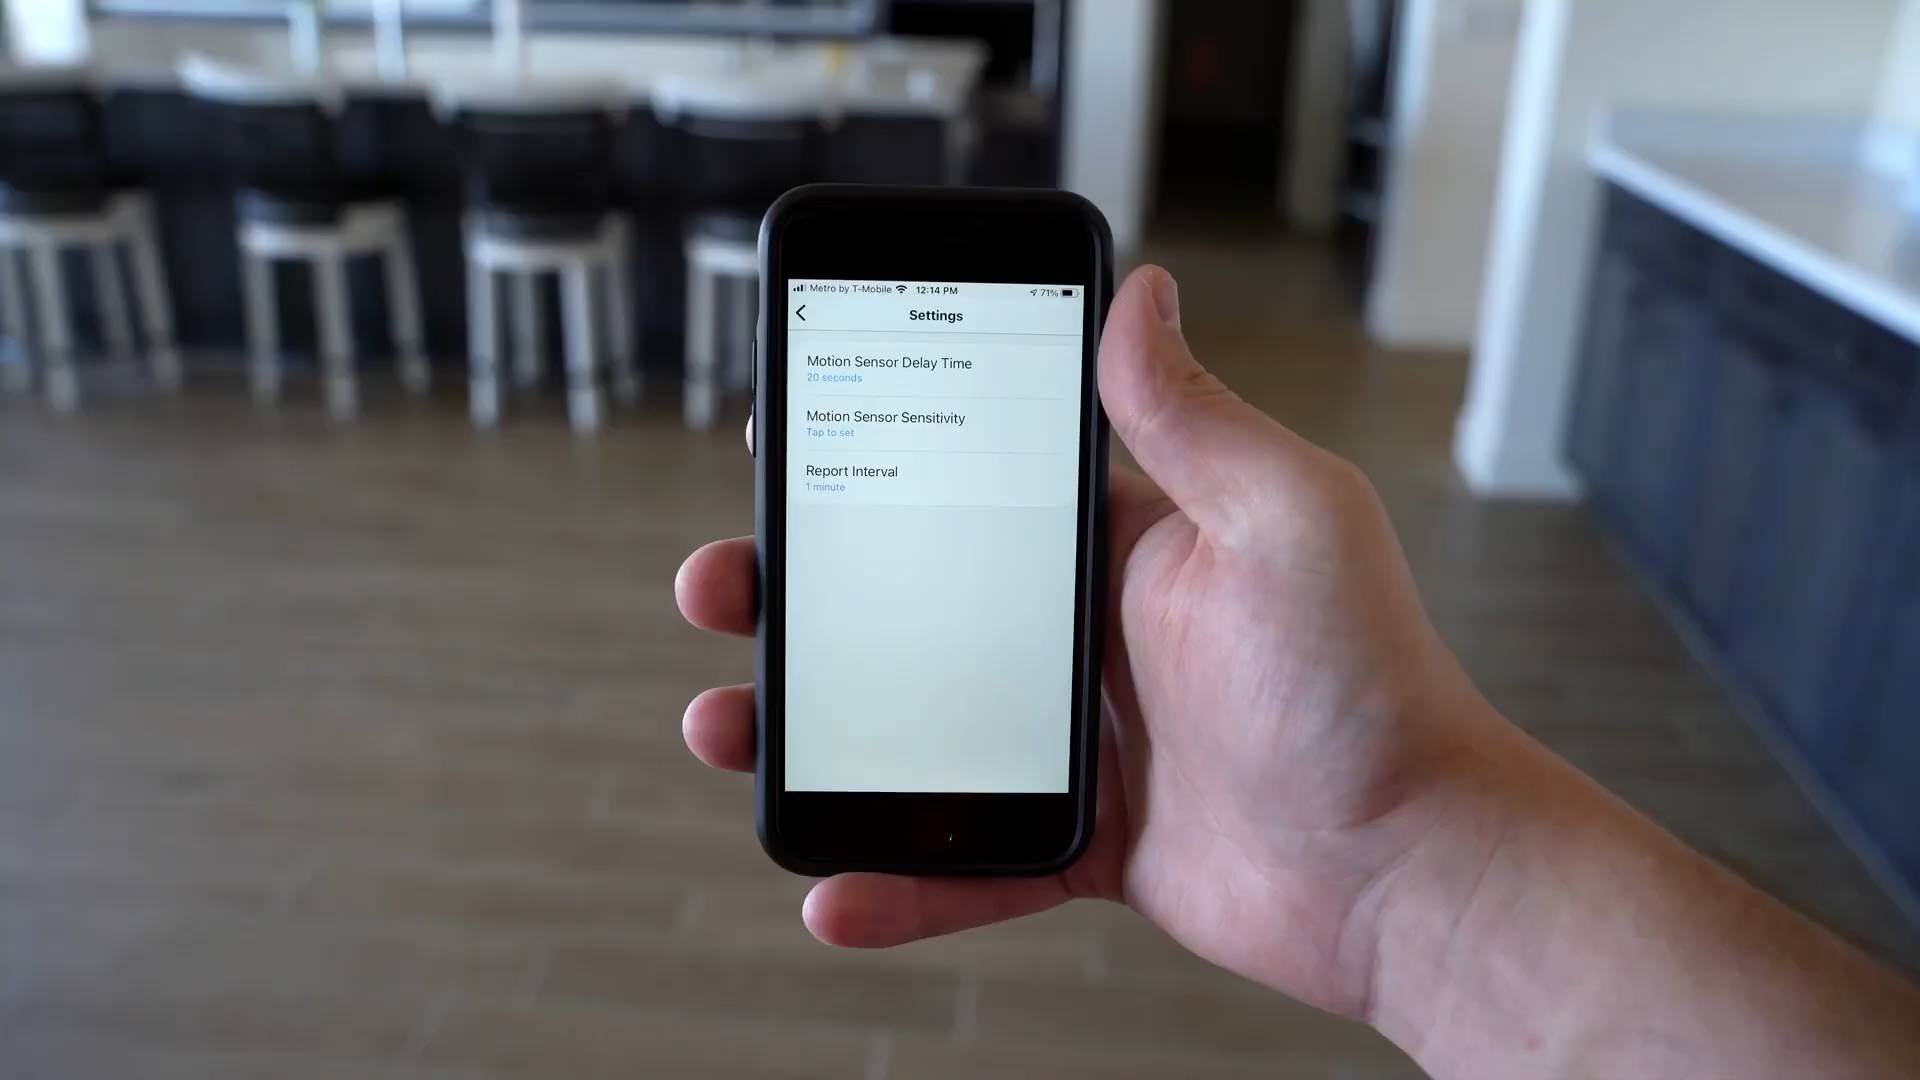 Metro by T-Mobile 12:14 PM 71%
Settings
Motion Sensor Delay Time
20 seconds
Motion Sensor Sensitivity
Tap to set
Report Interval
1 minute